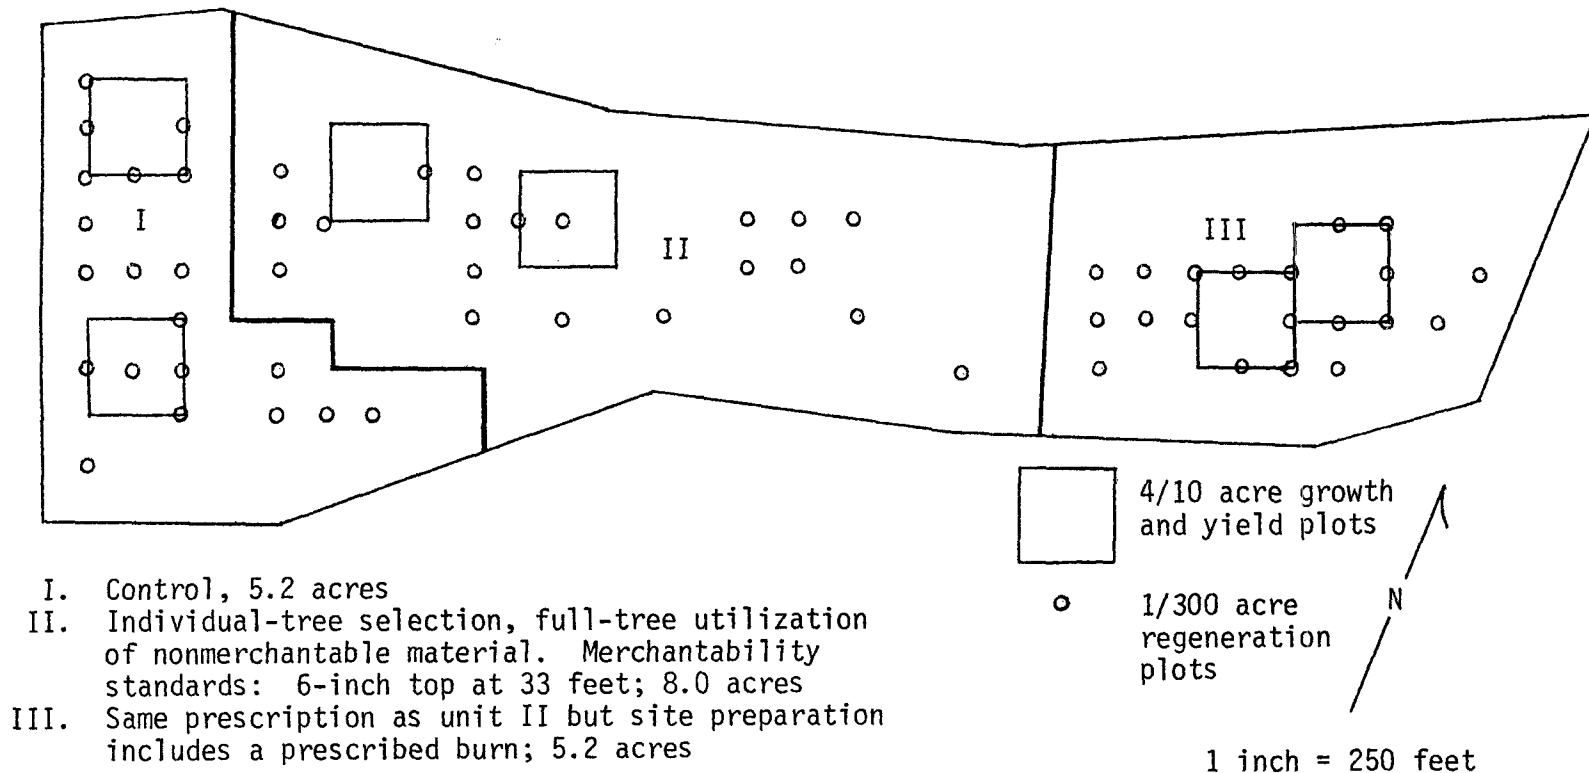 I
II
III
4/10 acre growth
and yield plots
1/300 acre
regeneration
plots
N
1 inch = 250 feet
I. Control, 5.2 acres
II. Individual-tree selection, full-tree utilization
of nonmerchantable material. Merchantability
standards: 6-inch top at 33 feet; 8.0 acres
III. Same prescription as unit II but site preparation
includes a prescribed burn; 5.2 acres